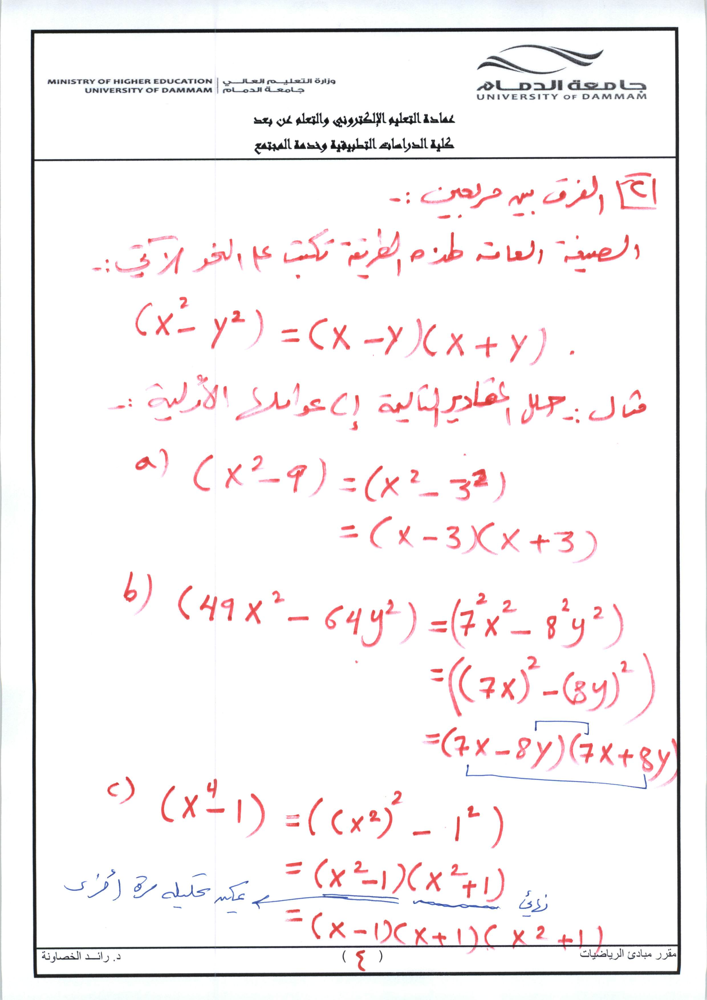 جامعة الدمام
UNIVERSITY OF DAMMAM
وزارة التعليم العالي
MINISTRY OF HIGHER EDUCATION
جامعة الدمام
UNIVERSITY OF DAMMAM
عمادة التعليم الإلكتروني والتعلم عن بعد
كلية الدراسات التطبيقية وخدمة المجتمع
٢ الفرق بين مربعين :-
الصيغة العامة لهذه الطريقة تكتب على النحو الآتي :-
(x² - y²) = (x - y)(x + y) .
مثال :- حلل المقادير التالية إلى عواملها الأولية :-
a) (x² - 9) = (x² - 3²)
= (x - 3)(x + 3)
b) (49x² - 64y²) = (7²x² - 8²y²)
= ((7x)² - (8y)²)
= (7x - 8y)(7x + 8y)
c) (x⁴ - 1) = ((x²)² - 1²)
= (x² - 1)(x² + 1)
نهائي
يمكن تحليله مرة أخرى
= (x - 1)(x + 1)(x² + 1)
مقرر مبادئ الرياضيات
( ٤ )
د. رائد الخصاونة